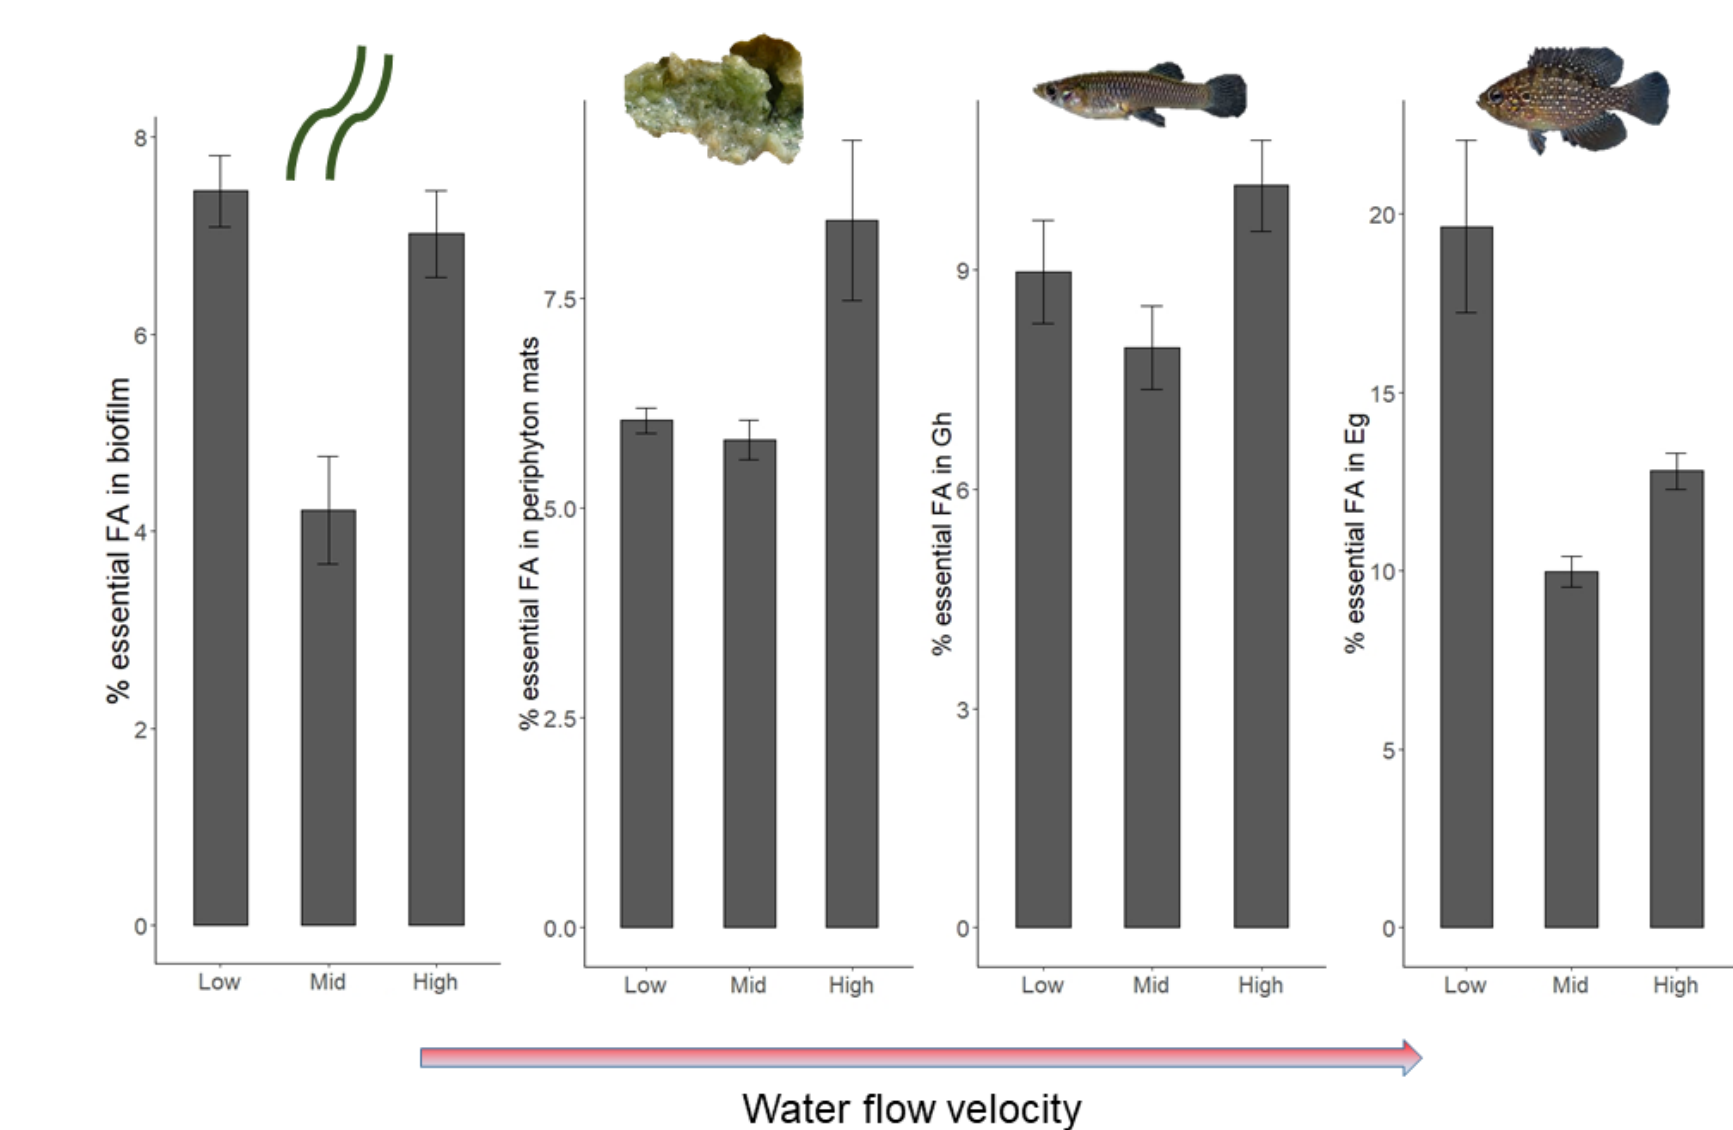 % essential FA in biofilm
8
6
4
2
0
Low Mid High
% essential FA in periphyton mats
7.5
5.0
2.5
0.0
Low Mid High
% essential FA in Gh
9
6
3
0
Low Mid High
% essential FA in Eg
20
15
10
5
0
Low Mid High
Water flow velocity